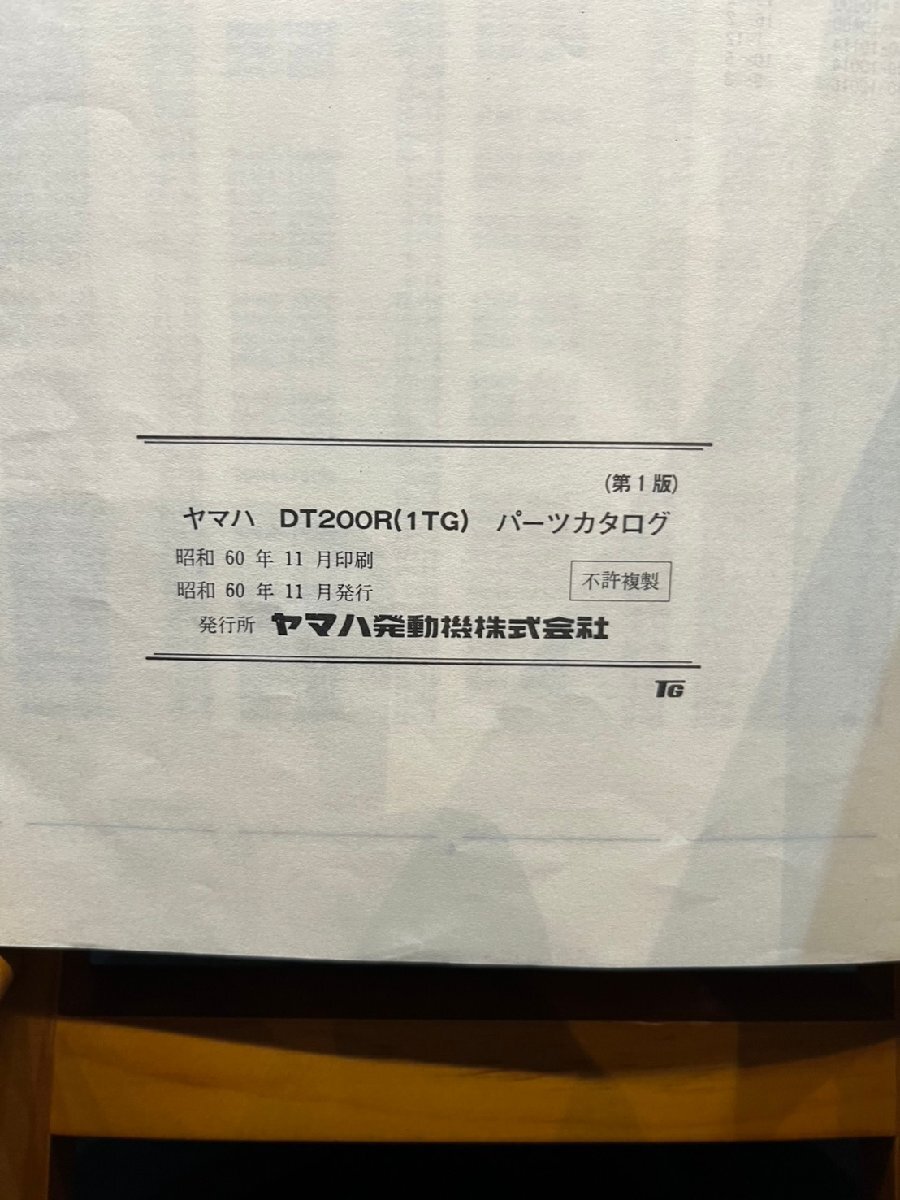 (第1版)
ヤマハ DT200R(1TG) パーツカタログ
昭和 60 年 11 月印刷
昭和 60 年 11 月発行
不許複製
発行所 ヤマハ発動機株式会社
TG